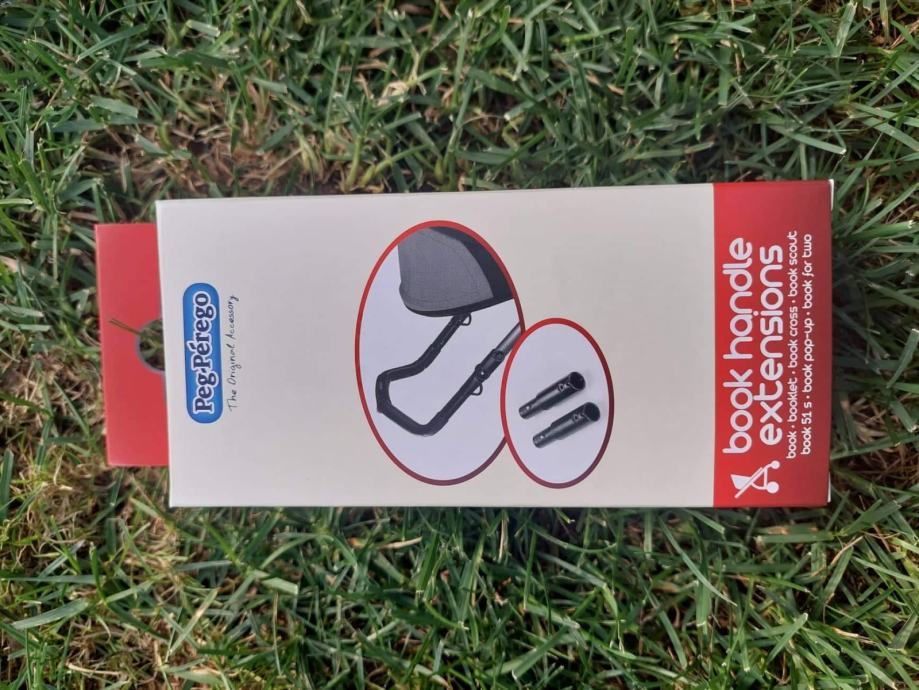 Peg-Pérego
The Original Accessory
book handle
extensions
book · booklet · book cross · book scout
book 51 s · book pop-up · book for two